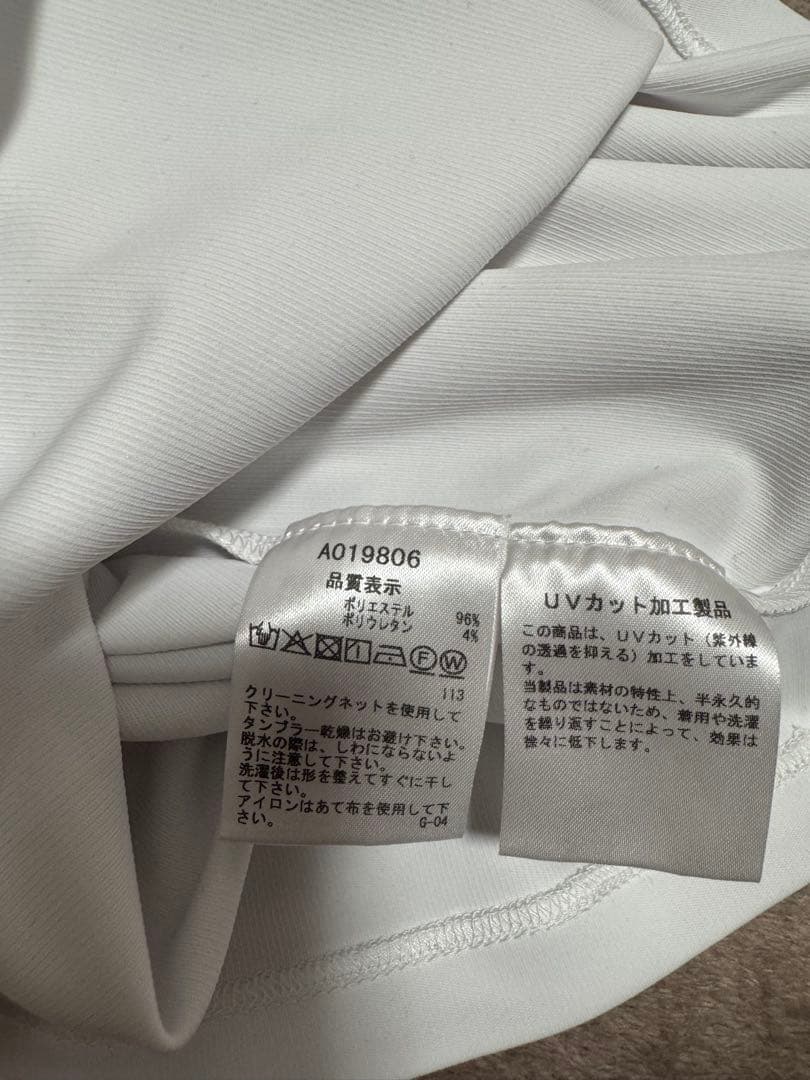 A019806
品質表示
ポリエステル 96%
ポリウレタン 4%
F W
113
クリーニングネットを使用して
下さい。
タンブラー乾燥はお避け下さい。
脱水の際は、しわにならないよ
うに注意して下さい。
洗濯後は形を整えてすぐに干し
て下さい。
アイロンはあて布を使用して下
さい。
G-04
UVカット加工製品
この商品は、UVカット（紫外線
の透過を抑える）加工をしていま
す。
当製品は素材の特性上、半永久的
なものではないため、着用や洗濯
を繰り返すことによって、効果は
徐々に低下します。